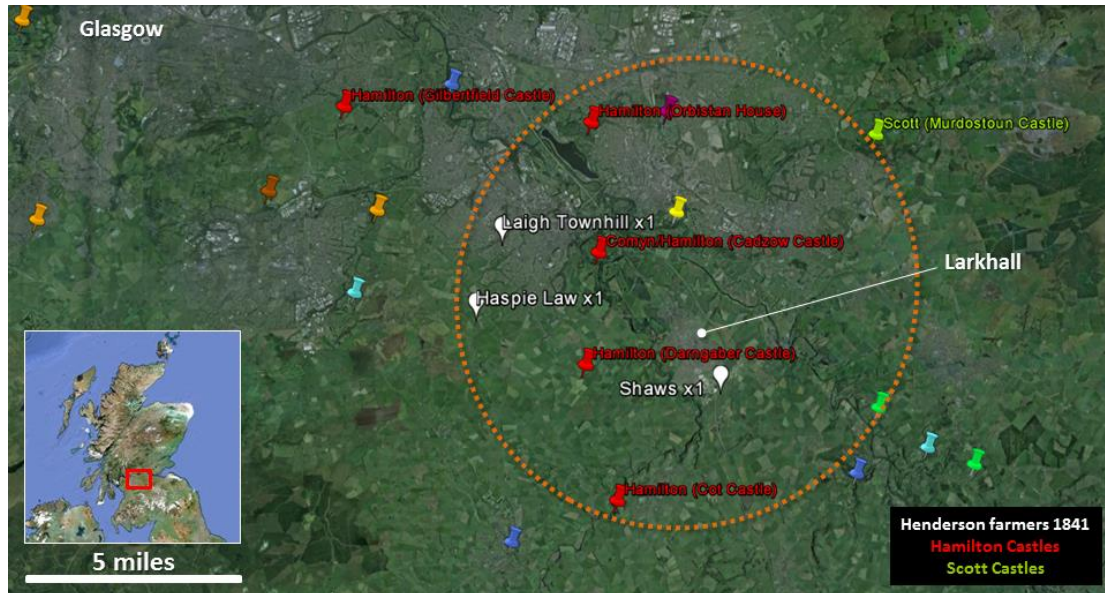 Glasgow
Hamilton (Gilbertfield Castle)
Hamilton (Orbistan House)
Scott (Murdostoun Castle)
Laigh Townhill x1
Comyn/Hamilton (Cadzow Castle)
Larkhall
Haspie Law x1
Hamilton (Darngaber Castle)
Shaws x1
Hamilton (Cot Castle)
5 miles
Henderson farmers 1841
Hamilton Castles
Scott Castles